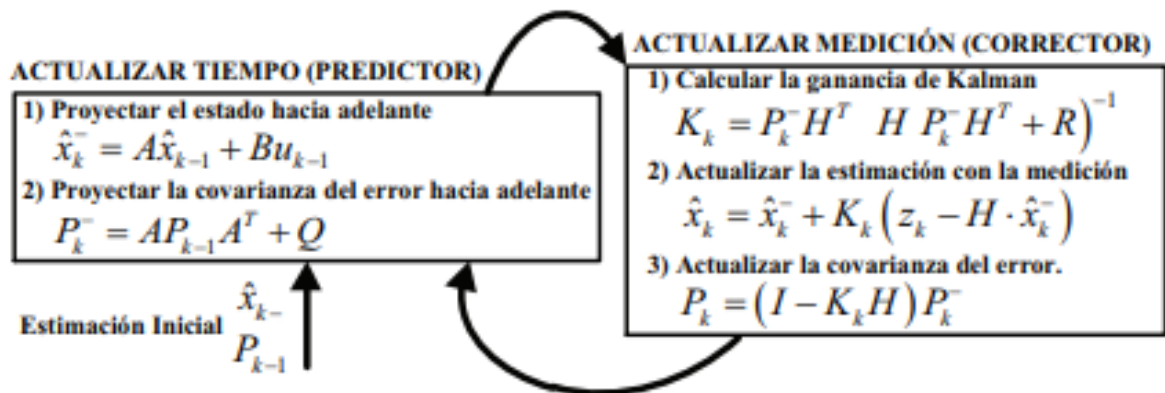 ACTUALIZAR TIEMPO (PREDICTOR)
1) Proyectar el estado hacia adelante
x̂ₖ⁻ = Ax̂ₖ₋₁ + Buₖ₋₁
2) Proyectar la covarianza del error hacia adelante
Pₖ⁻ = APₖ₋₁Aᵀ + Q
Estimación Inicial
x̂ₖ₋
Pₖ₋₁
ACTUALIZAR MEDICIÓN (CORRECTOR)
1) Calcular la ganancia de Kalman
Kₖ = Pₖ⁻Hᵀ H Pₖ⁻Hᵀ + R)⁻¹
2) Actualizar la estimación con la medición
x̂ₖ = x̂ₖ⁻ + Kₖ(zₖ − H · x̂ₖ⁻)
3) Actualizar la covarianza del error.
Pₖ = (I − KₖH)Pₖ⁻